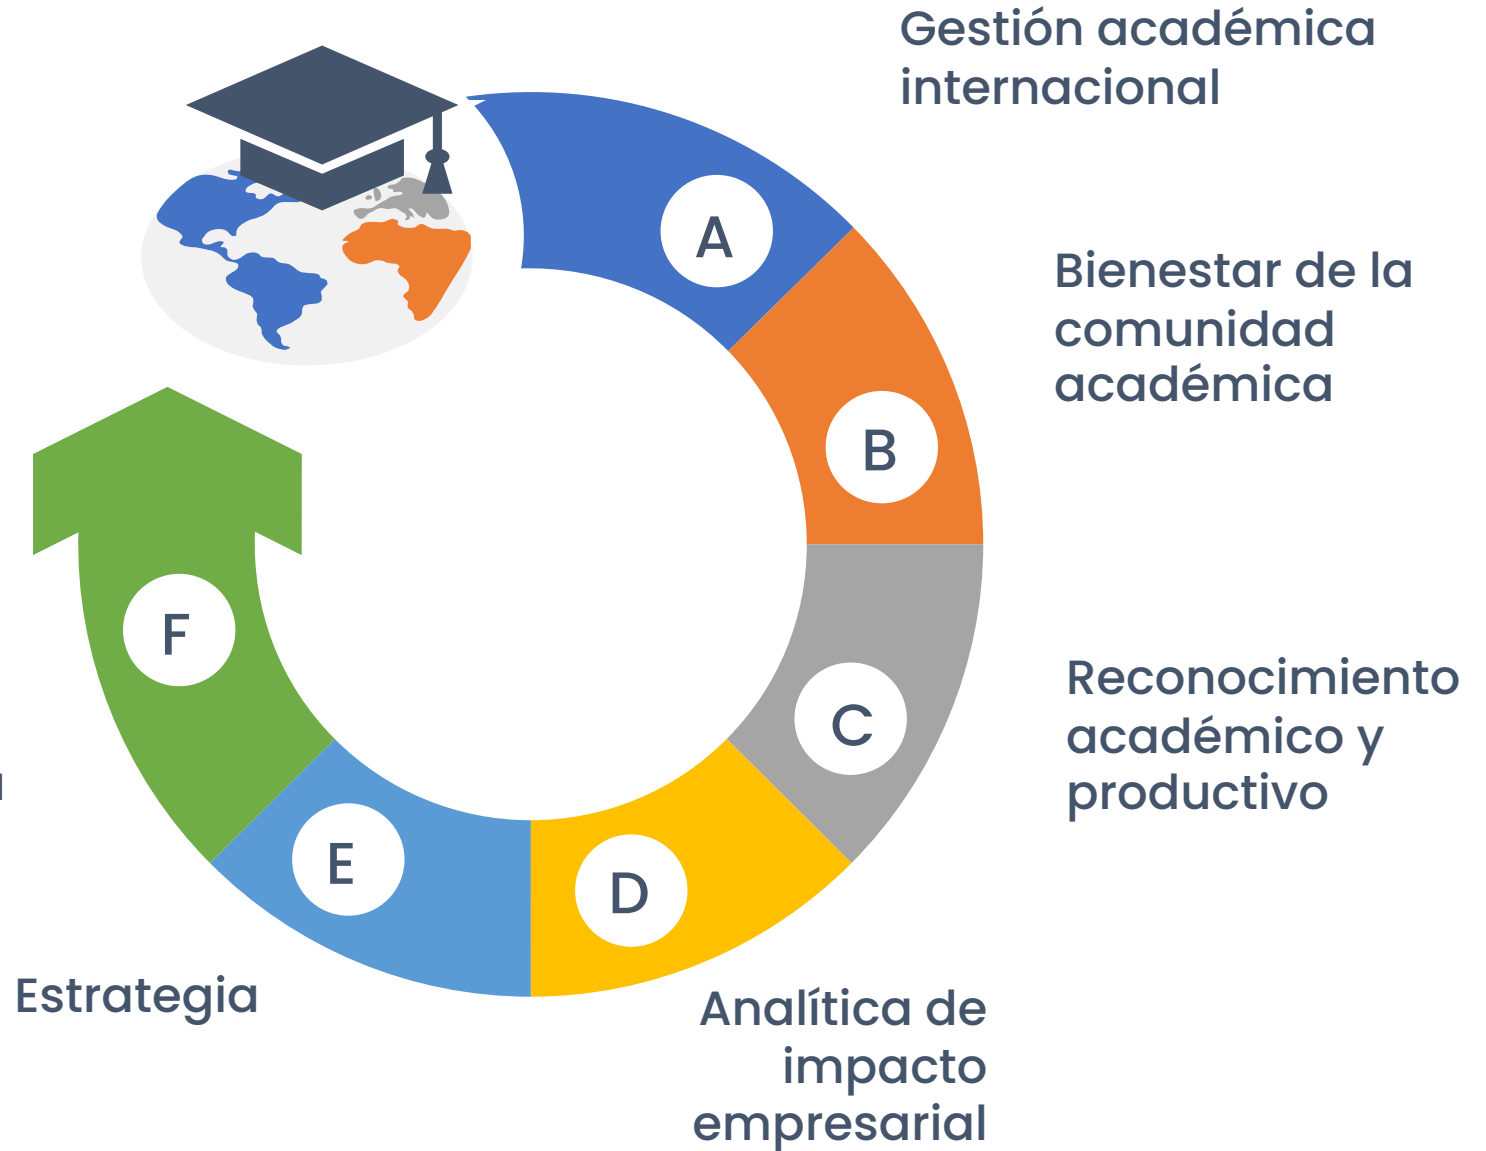 Gestión académica
internacional
A
Bienestar de la
comunidad
académica
B
Reconocimiento
académico y
productivo
C
D
Analítica de
impacto
empresarial
E
Estrategia
F